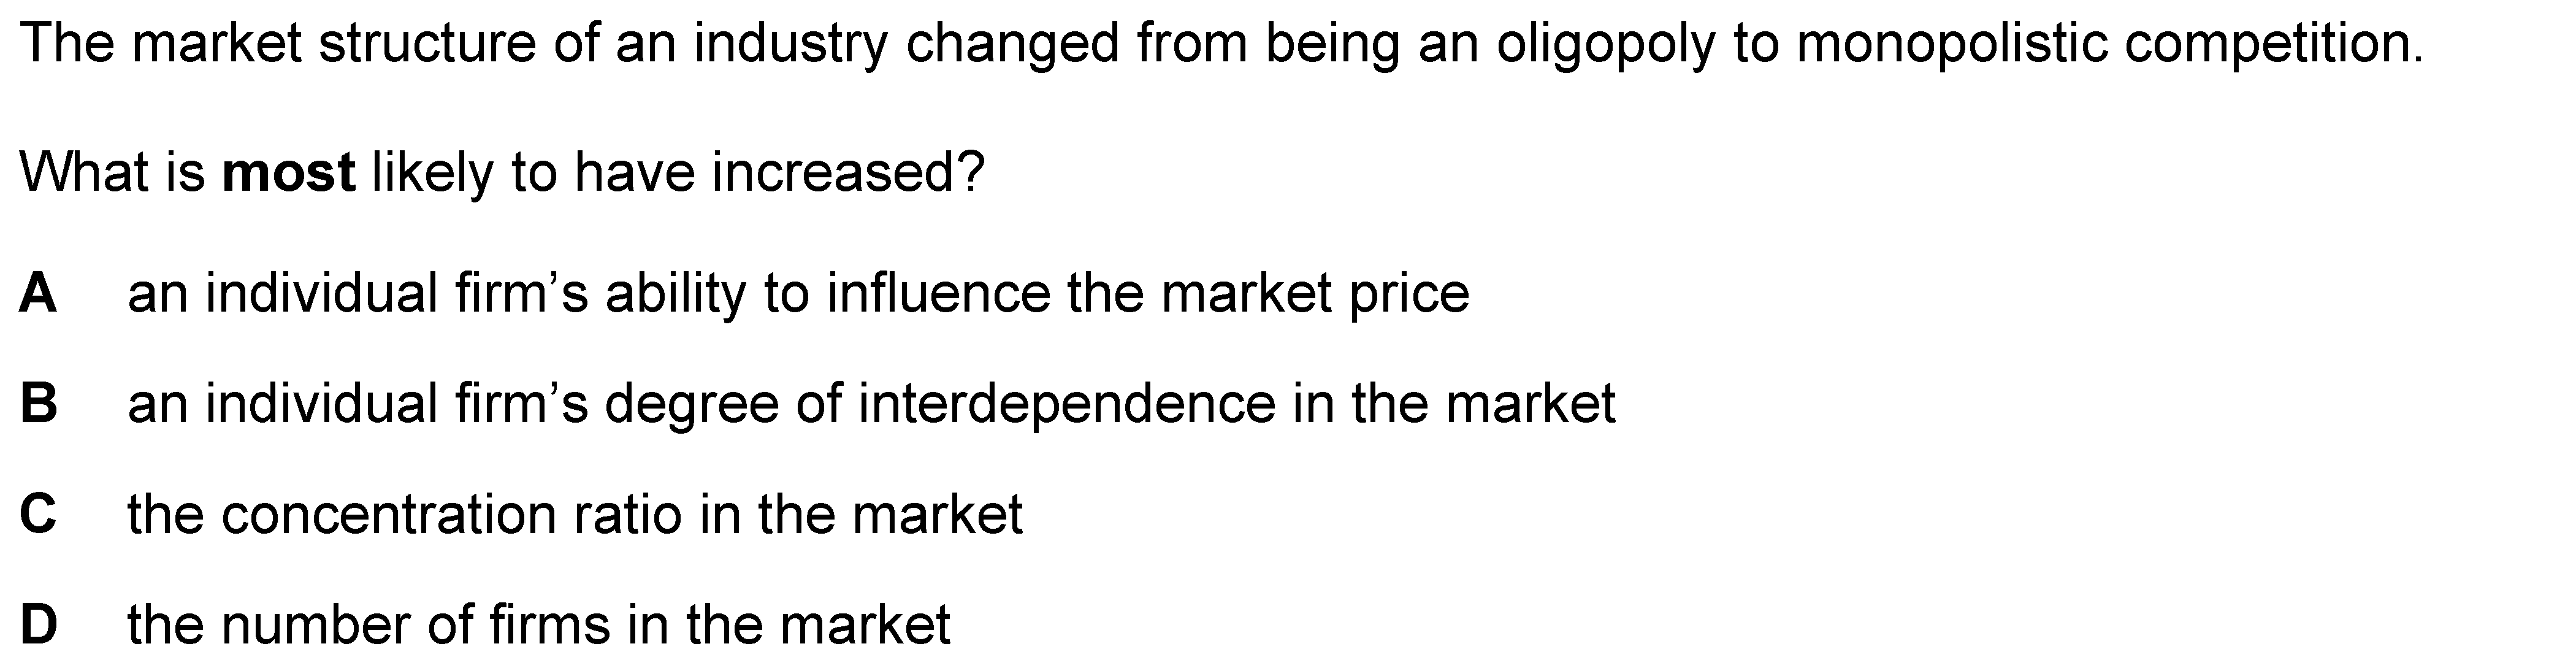 The market structure of an industry changed from being an oligopoly to monopolistic competition.
What is most likely to have increased?
A an individual firm’s ability to influence the market price
B an individual firm’s degree of interdependence in the market
C the concentration ratio in the market
D the number of firms in the market